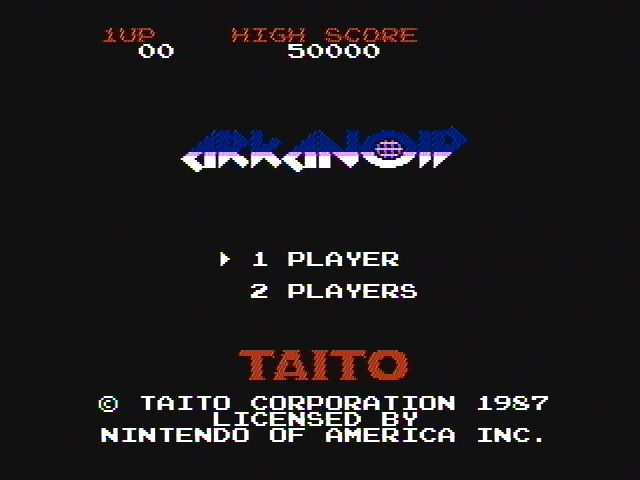 1UP HIGH SCORE
00 50000
ARKANOID
1 PLAYER
2 PLAYERS
TAITO
© TAITO CORPORATION 1987
LICENSED BY
NINTENDO OF AMERICA INC.